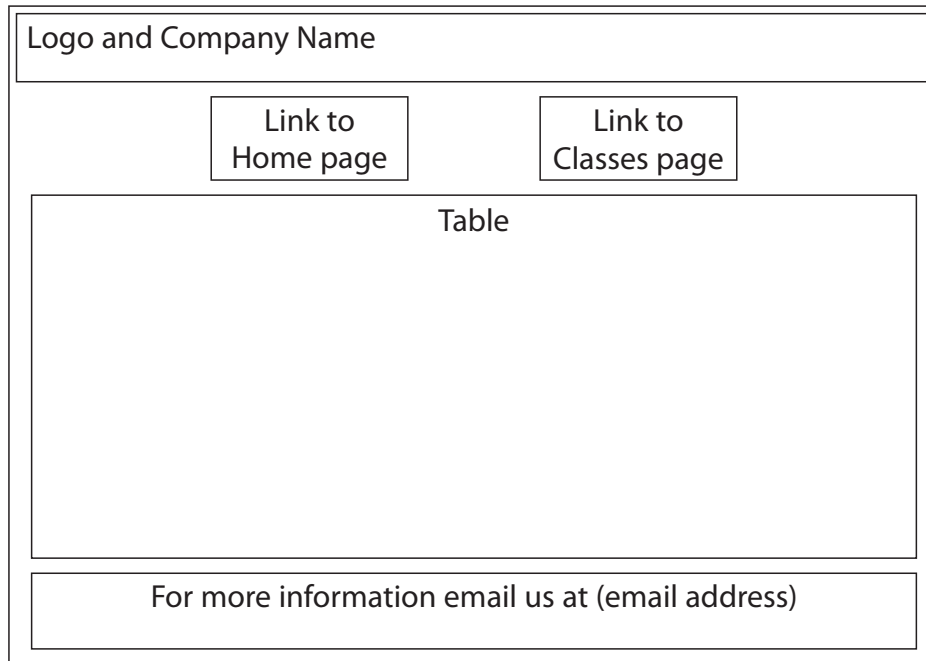 Logo and Company Name
Link to
Home page
Link to
Classes page
Table
For more information email us at (email address)